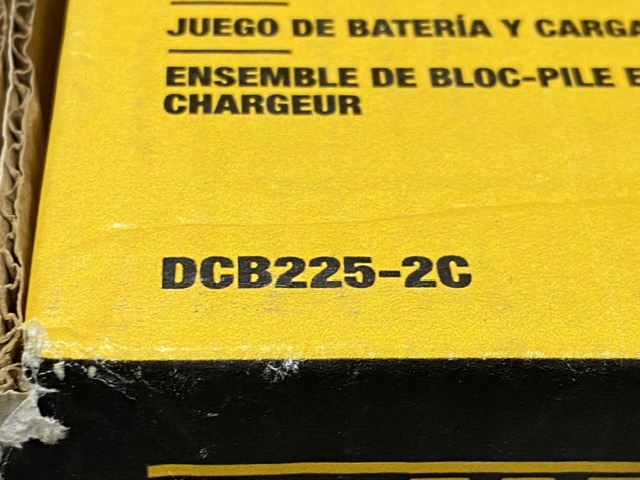 JUEGO DE BATERÍA Y CARGA
ENSEMBLE DE BLOC-PILE E
CHARGEUR
DCB225-2C